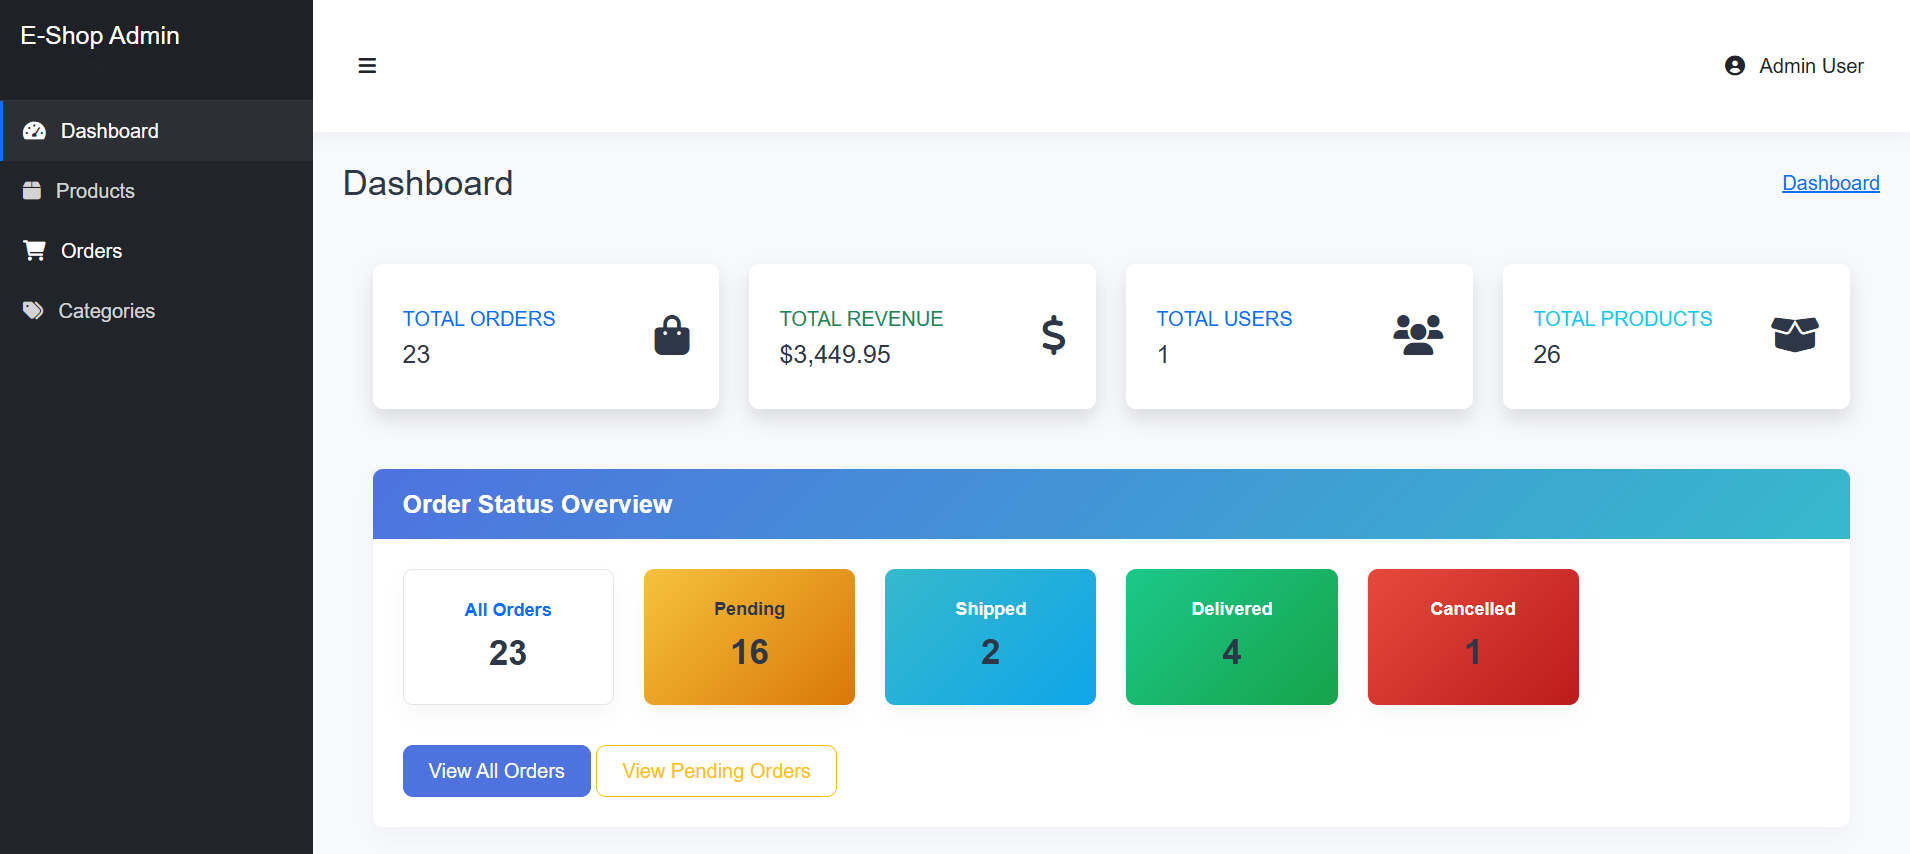 E-Shop Admin
Dashboard
Products
Orders
Categories
Admin User
Dashboard
Dashboard
TOTAL ORDERS
23
TOTAL REVENUE
$3,449.95
TOTAL USERS
1
TOTAL PRODUCTS
26
Order Status Overview
All Orders
23
Pending
16
Shipped
2
Delivered
4
Cancelled
1
View All Orders
View Pending Orders